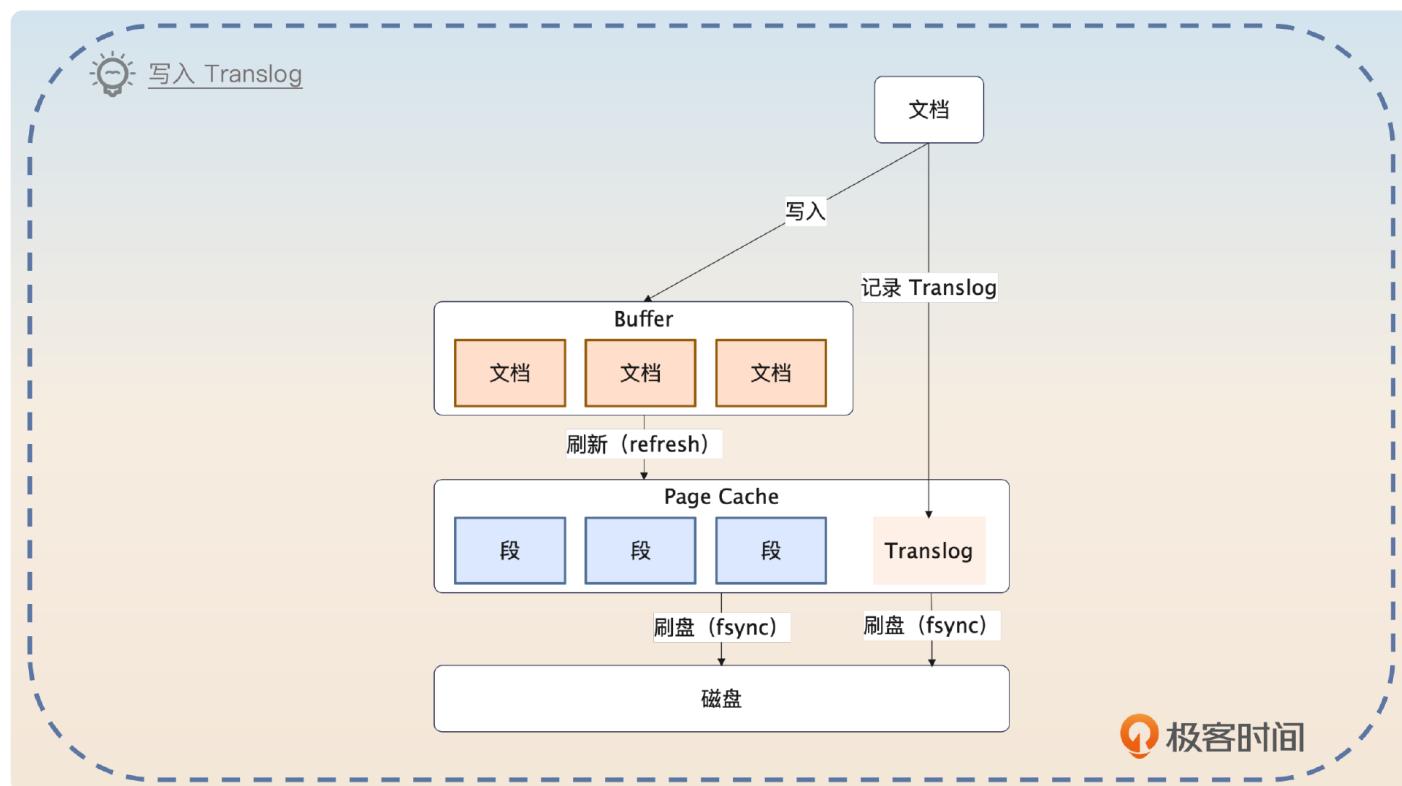 写入 Translog
文档
写入
记录 Translog
Buffer
文档 文档 文档
刷新（refresh）
Page Cache
段 段 段 Translog
刷盘（fsync） 刷盘（fsync）
磁盘
极客时间